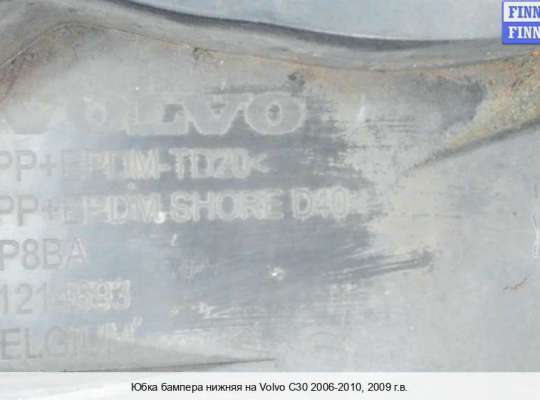 FINN
FINN
VOLVO
PP+EPDM-TD20<
PP+EPDM SHORE D40
P8BA
ELGIUM
Юбка бампера нижняя на Volvo C30 2006-2010, 2009 г.в.